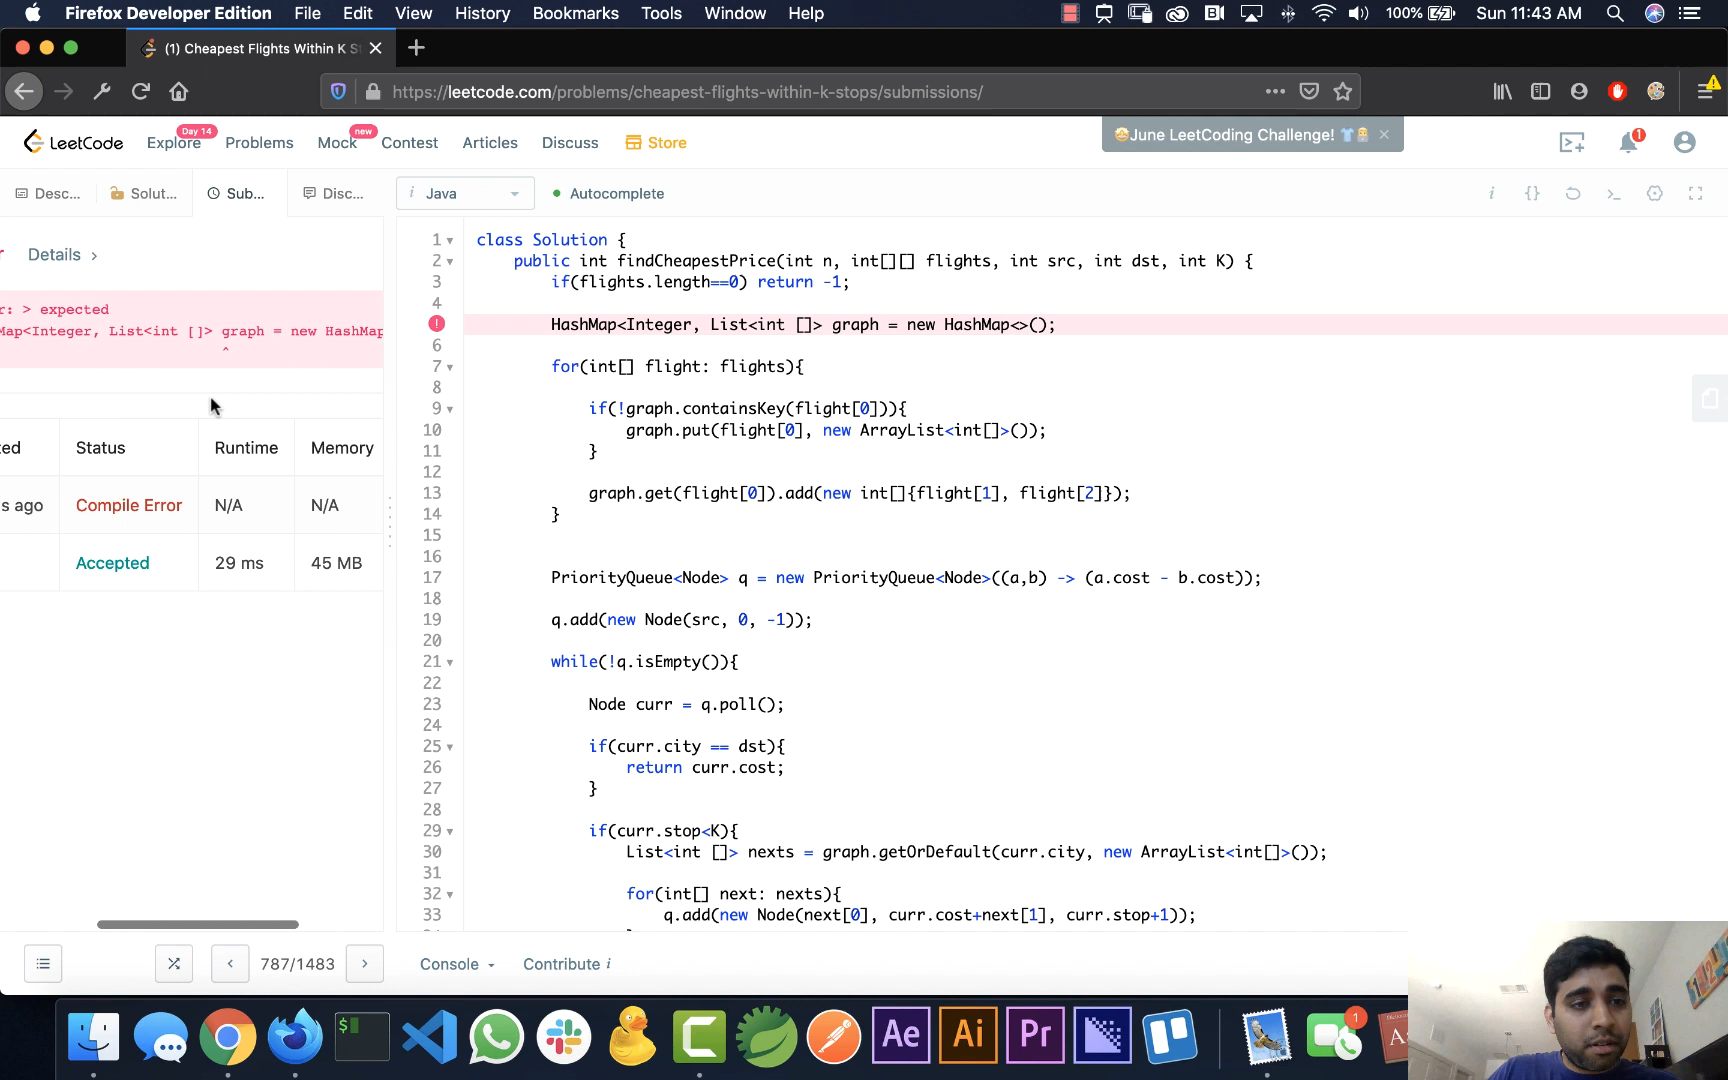 Firefox Developer Edition File Edit View History Bookmarks Tools Window Help 100% Sun 11:43 AM
(1) Cheapest Flights Within K S
https://leetcode.com/problems/cheapest-flights-within-k-stops/submissions/
LeetCode Explore Day 14 Problems Mock new Contest Articles Discuss Store June LeetCoding Challenge! 1
Desc... Solut... Sub... Disc... i Java Autocomplete
r Details >
r: > expected
Map<Integer, List<int []> graph = new HashMap
^
ed Status Runtime Memory
s ago Compile Error N/A N/A
Accepted 29 ms 45 MB
1 class Solution {
2 public int findCheapestPrice(int n, int[][] flights, int src, int dst, int K) {
3 if(flights.length==0) return -1;
4
! HashMap<Integer, List<int []> graph = new HashMap<>();
6
7 for(int[] flight: flights){
8
9 if(!graph.containsKey(flight[0])){
10 graph.put(flight[0], new ArrayList<int[]>());
11 }
12
13 graph.get(flight[0]).add(new int[]{flight[1], flight[2]});
14 }
15
16
17 PriorityQueue<Node> q = new PriorityQueue<Node>((a,b) -> (a.cost - b.cost));
18
19 q.add(new Node(src, 0, -1));
20
21 while(!q.isEmpty()){
22
23 Node curr = q.poll();
24
25 if(curr.city == dst){
26 return curr.cost;
27 }
28
29 if(curr.stop<K){
30 List<int []> nexts = graph.getOrDefault(curr.city, new ArrayList<int[]>());
31
32 for(int[] next: nexts){
33 q.add(new Node(next[0], curr.cost+next[1], curr.stop+1));
787/1483 Console Contribute i
$ Ae Ai Pr 1